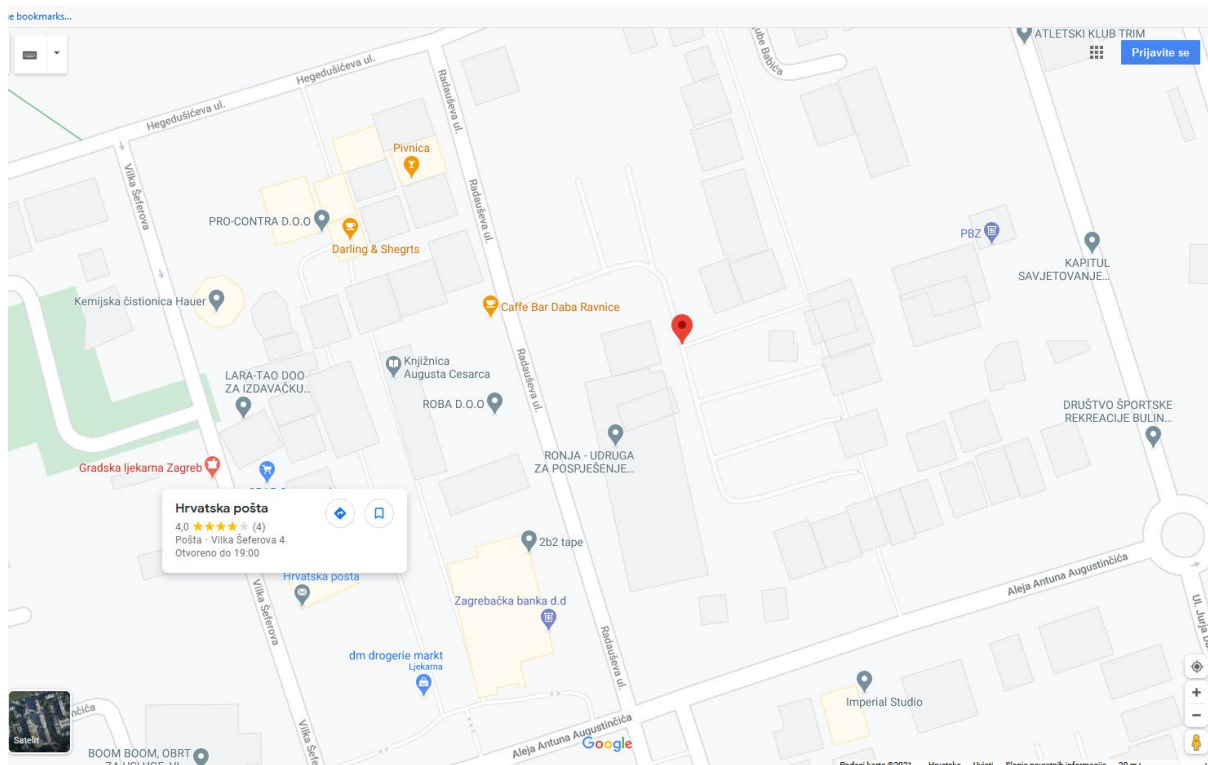 e bookmarks...
ATLETSKI KLUB TRIM
Prijavite se
Hegedušićeva ul.
Hegedušićeva ul.
Radauševa ul.
Vilka Šeferova
Pivnica
Radauševa ul.
PRO-CONTRA D.O.O
Darling & Shegrts
PBZ
KAPITUL
SAVJETOVANJE...
Kemijska čistionica Hauer
Caffe Bar Daba Ravnice
Knjižnica
Augusta Cesarca
Radauševa ul.
LARA-TAO DOO
ZA IZDAVAČKU...
ROBA D.O.O
DRUŠTVO ŠPORTSKE
REKREACIJE BULIN...
RONJA - UDRUGA
ZA POSPJEŠENJE...
Gradska ljekarna Zagreb
Hrvatska pošta
4,0 (4)
Pošta · Vilka Šeferova 4
Otvoreno do 19:00
2b2 tape
Hrvatska pošta
Aleja Antuna Augustinčića
Vilka Šeferova
Zagrebačka banka d.d
Radauševa ul.
dm drogerie markt
Ljekarna
Imperial Studio
Satelit
Aleja Antuna Augustinčića
Google
BOOM BOOM, OBRT